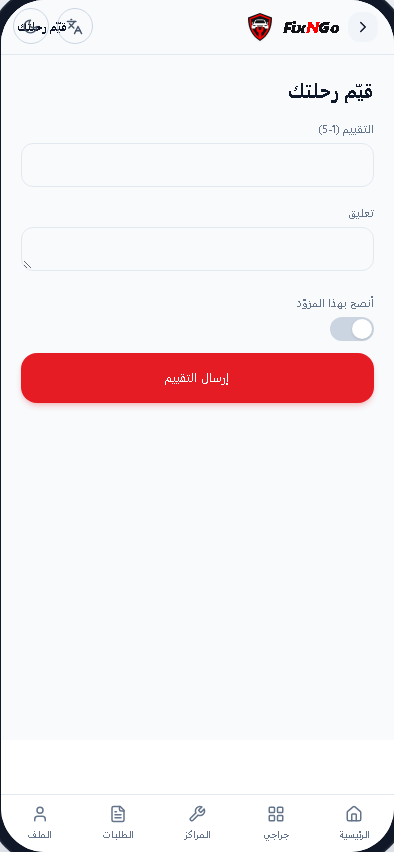 FixNGo
قيّم رحلتك
قيّم رحلتك
التقييم (1-5)
تعليق
أنصح بهذا المزوّد
إرسال التقييم
الرئيسية
جراجي
المراكز
الطلبات
الملف